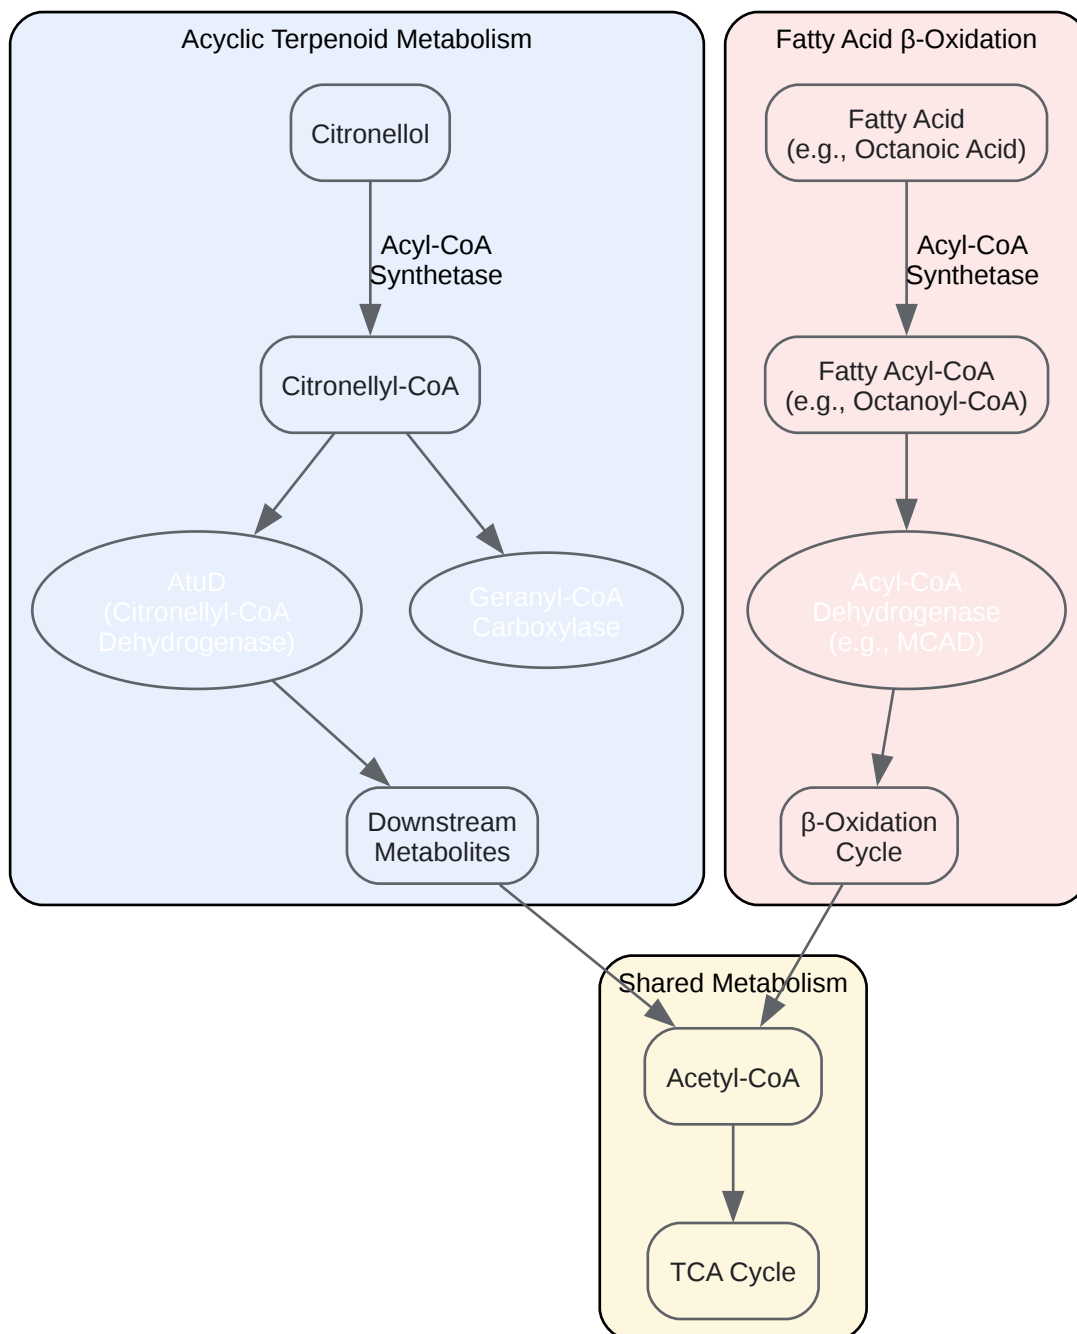 Acyclic Terpenoid Metabolism
Citronellol
Acyl-CoA
Synthetase
Citronellyl-CoA
AtuD
(Citronellyl-CoA
Dehydrogenase)
Geranyl-CoA
Carboxylase
Downstream
Metabolites
Fatty Acid β-Oxidation
Fatty Acid
(e.g., Octanoic Acid)
Acyl-CoA
Synthetase
Fatty Acyl-CoA
(e.g., Octanoyl-CoA)
Acyl-CoA
Dehydrogenase
(e.g., MCAD)
β-Oxidation
Cycle
Shared Metabolism
Acetyl-CoA
TCA Cycle